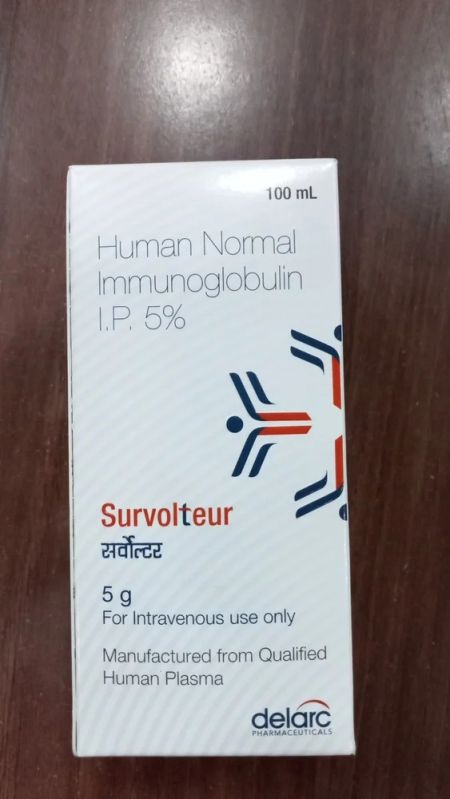 100 mL
Human Normal
Immunoglobulin
I.P. 5%
Survolteur
सर्वोल्टर
5 g
For Intravenous use only
Manufactured from Qualified
Human Plasma
delarc
PHARMACEUTICALS